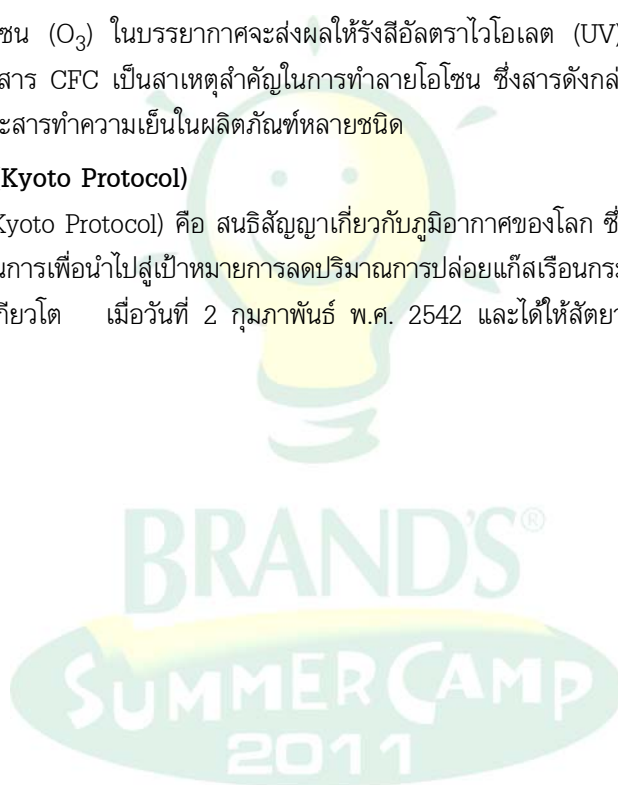 ซน (O3) ในบรรยากาศจะส่งผลให้รังสีอัลตราไวโอเลต (UV)
สาร CFC เป็นสาเหตุสำคัญในการทำลายโอโซน ซึ่งสารดังกล่
ะสารทำความเย็นในผลิตภัณฑ์หลายชนิด
Kyoto Protocol)
Kyoto Protocol) คือ สนธิสัญญาเกี่ยวกับภูมิอากาศของโลก ซึ่
นการเพื่อนำไปสู่เป้าหมายการลดปริมาณการปล่อยแก๊สเรือนกระ
กียวโต เมื่อวันที่ 2 กุมภาพันธ์ พ.ศ. 2542 และได้ให้สัตยา
BRAND'S®
SUMMER CAMP
2011